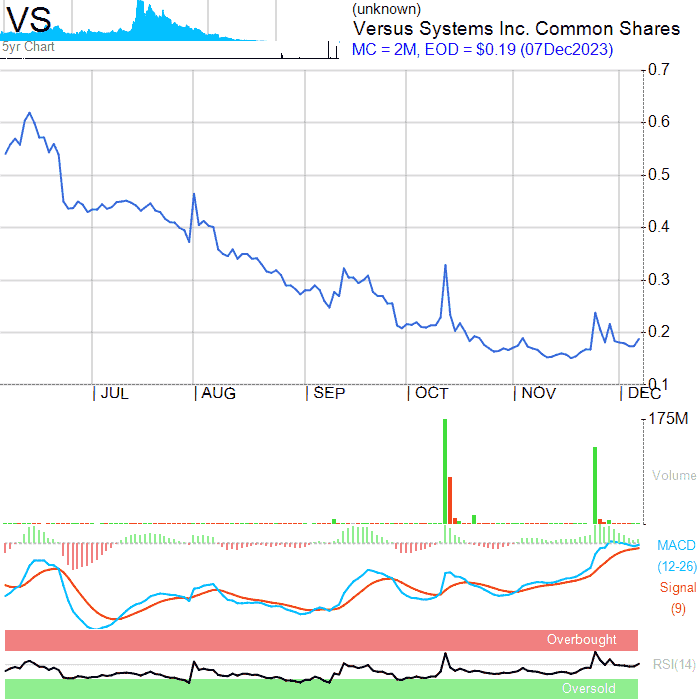 VS
5yr Chart
(unknown)
Versus Systems Inc. Common Shares
MC = 2M, EOD = $0.19 (07Dec2023)
0.7
0.6
0.5
0.4
0.3
0.2
0.1
JUL AUG SEP OCT NOV DEC
175M
Volume
MACD
(12-26)
Signal
(9)
Overbought
RSI(14)
Oversold